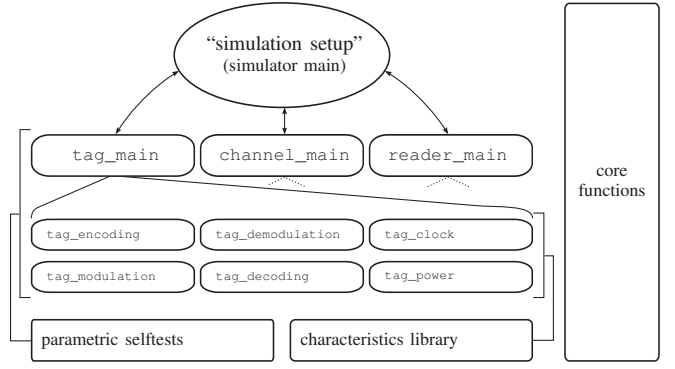 “simulation setup”
(simulator main)
tag_main
channel_main
reader_main
core
functions
tag_encoding
tag_demodulation
tag_clock
tag_modulation
tag_decoding
tag_power
parametric selftests
characteristics library